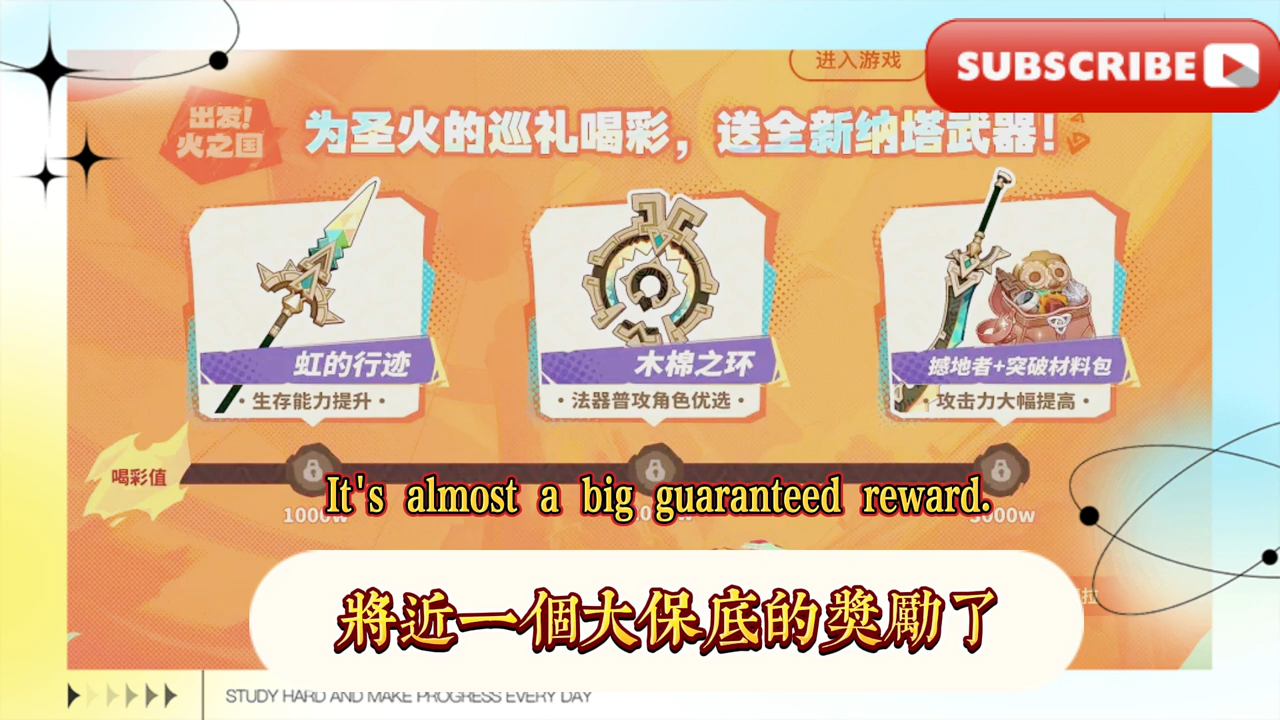 进入游戏
SUBSCRIBE
出发!
火之国
为圣火的巡礼喝彩，送全新纳塔武器!
虹的行迹
木棉之环
撼地者+突破材料包
·生存能力提升·
·法器普攻角色优选·
·攻击力大幅提高·
喝彩值
It's almost a big guaranteed reward.
1000w
將近一個大保底的獎勵了
STUDY HARD AND MAKE PROGRESS EVERY DAY